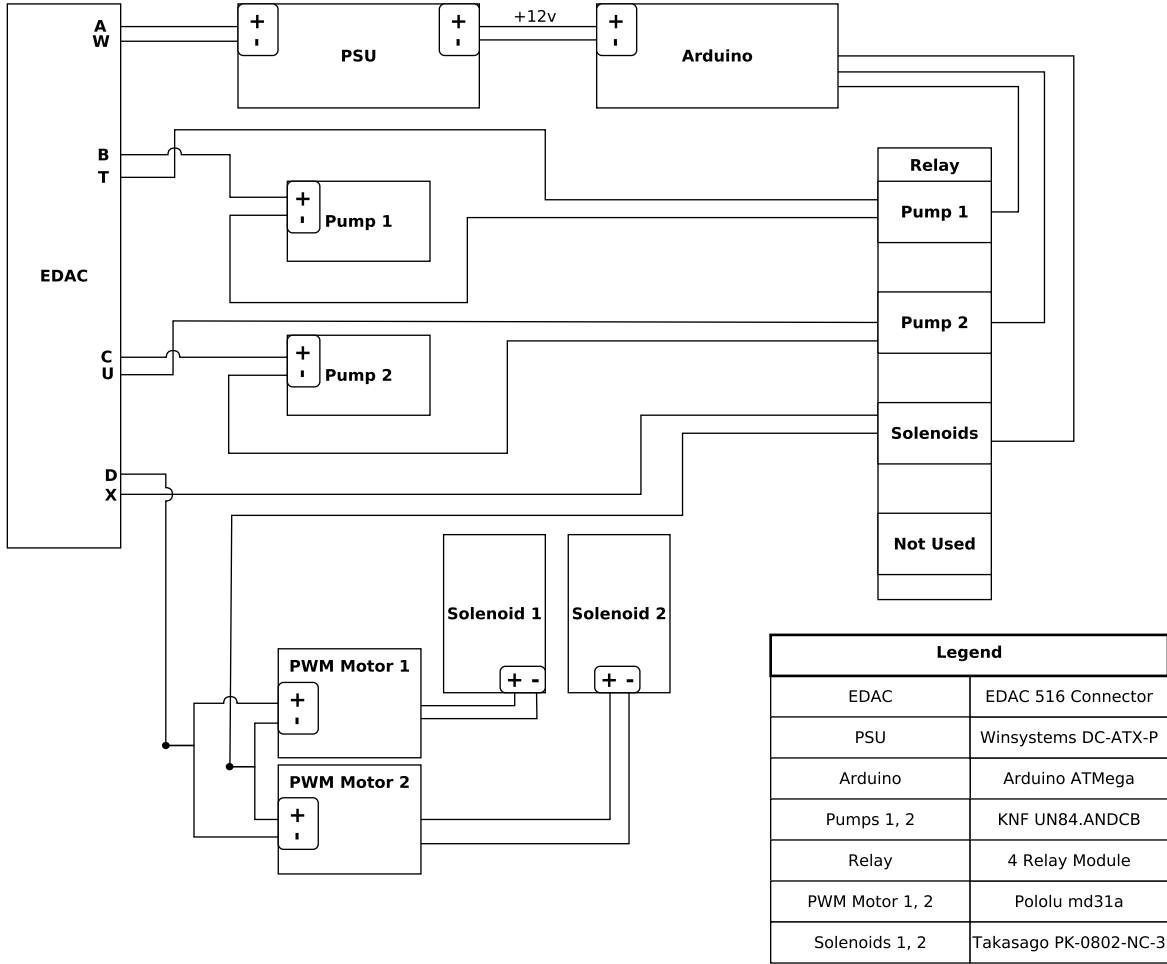 A
W
+
-
PSU
+
-
+12v
+
-
Arduino
B
T
+
-
Pump 1
Relay
Pump 1
EDAC
Pump 2
C
U
+
-
Pump 2
Solenoids
D
X
Not Used
Solenoid 1
+ -
Solenoid 2
+ -
PWM Motor 1
+
-
PWM Motor 2
+
-
Legend
EDAC EDAC 516 Connector
PSU Winsystems DC-ATX-P
Arduino Arduino ATMega
Pumps 1, 2 KNF UN84.ANDCB
Relay 4 Relay Module
PWM Motor 1, 2 Pololu md31a
Solenoids 1, 2 Takasago PK-0802-NC-3